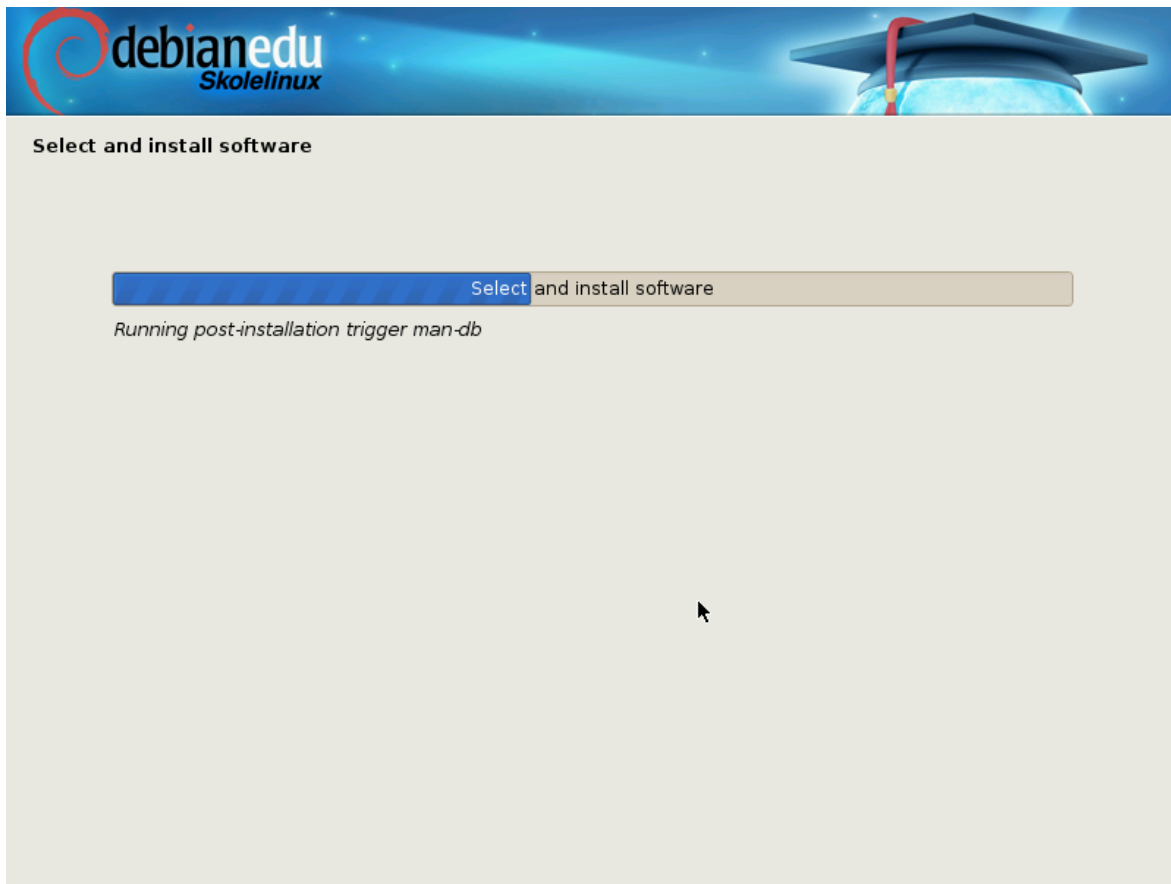 debianedu
Skolelinux
Select and install software
Select and install software
Running post-installation trigger man-db